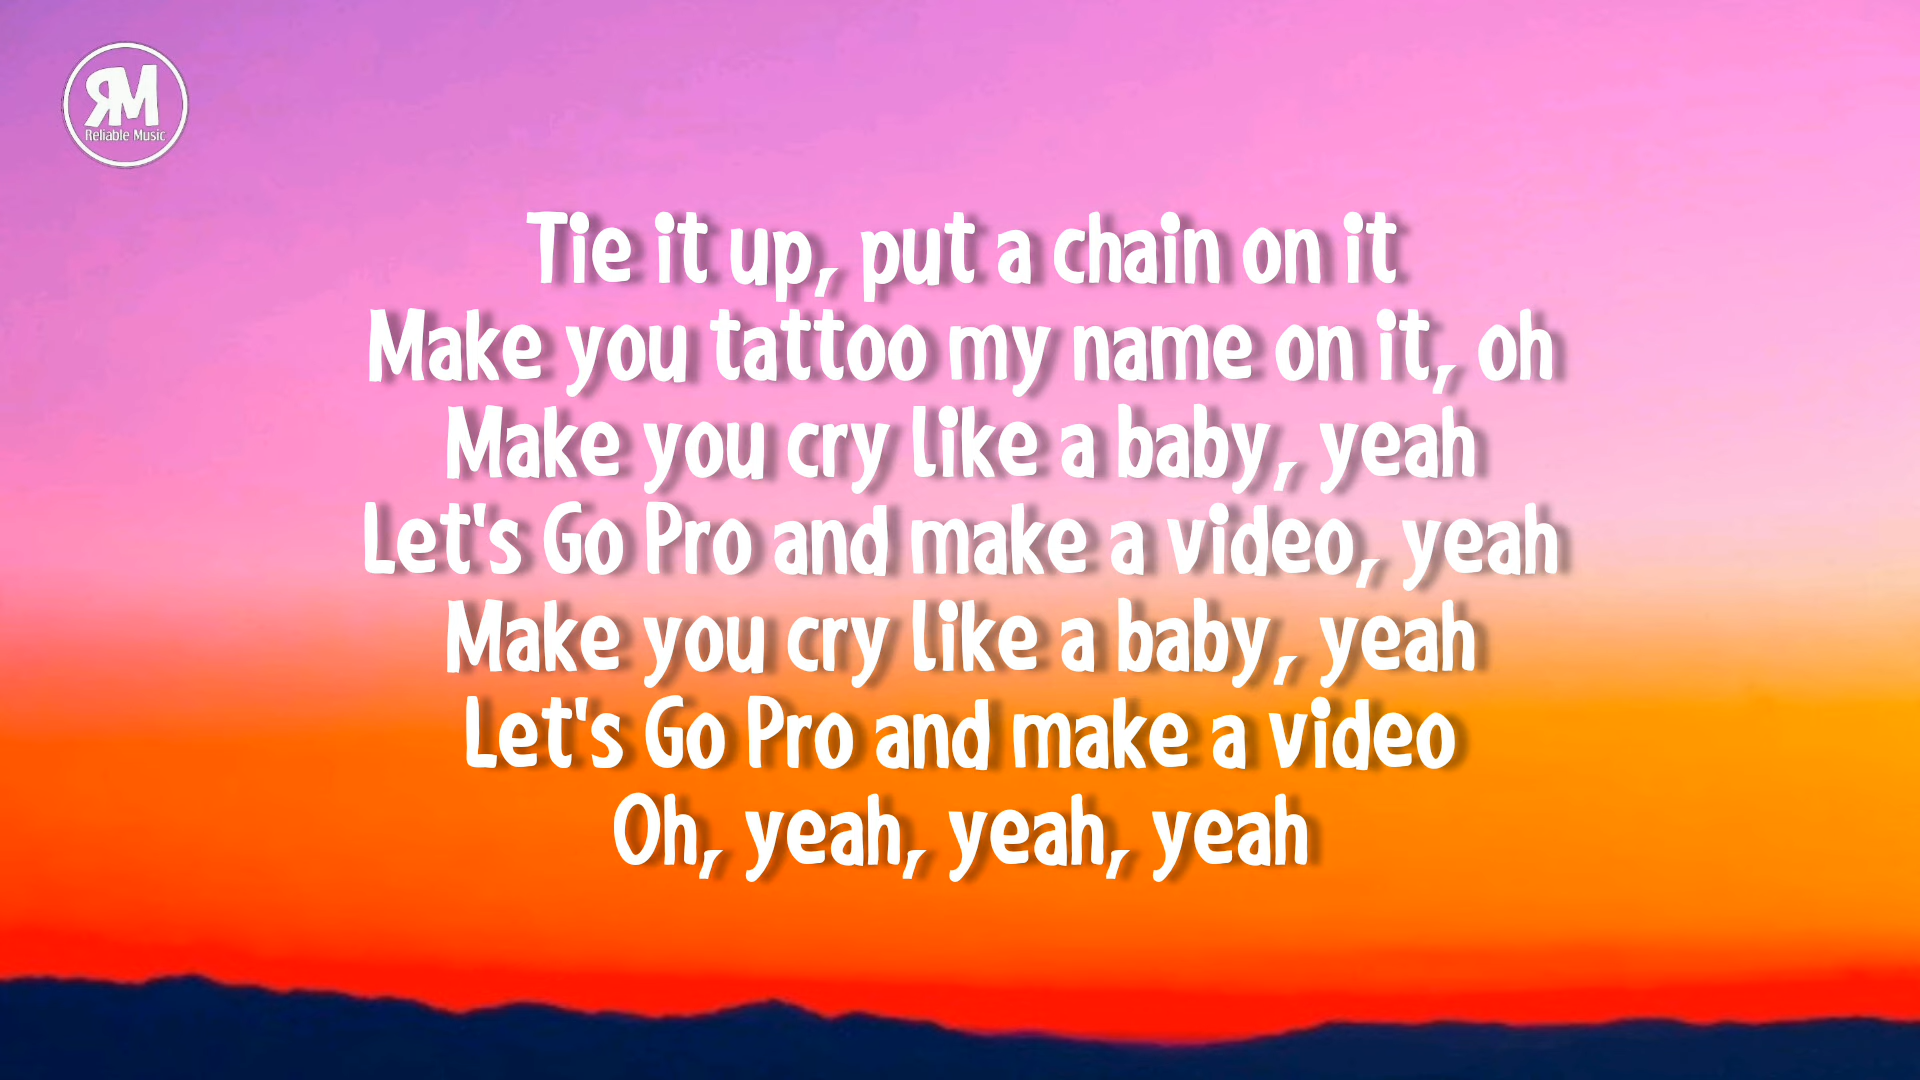 RM
Reliable Music
Tie it up, put a chain on it
Make you tattoo my name on it, oh
Make you cry like a baby, yeah
Let's Go Pro and make a video, yeah
Make you cry like a baby, yeah
Let's Go Pro and make a video
Oh, yeah, yeah, yeah